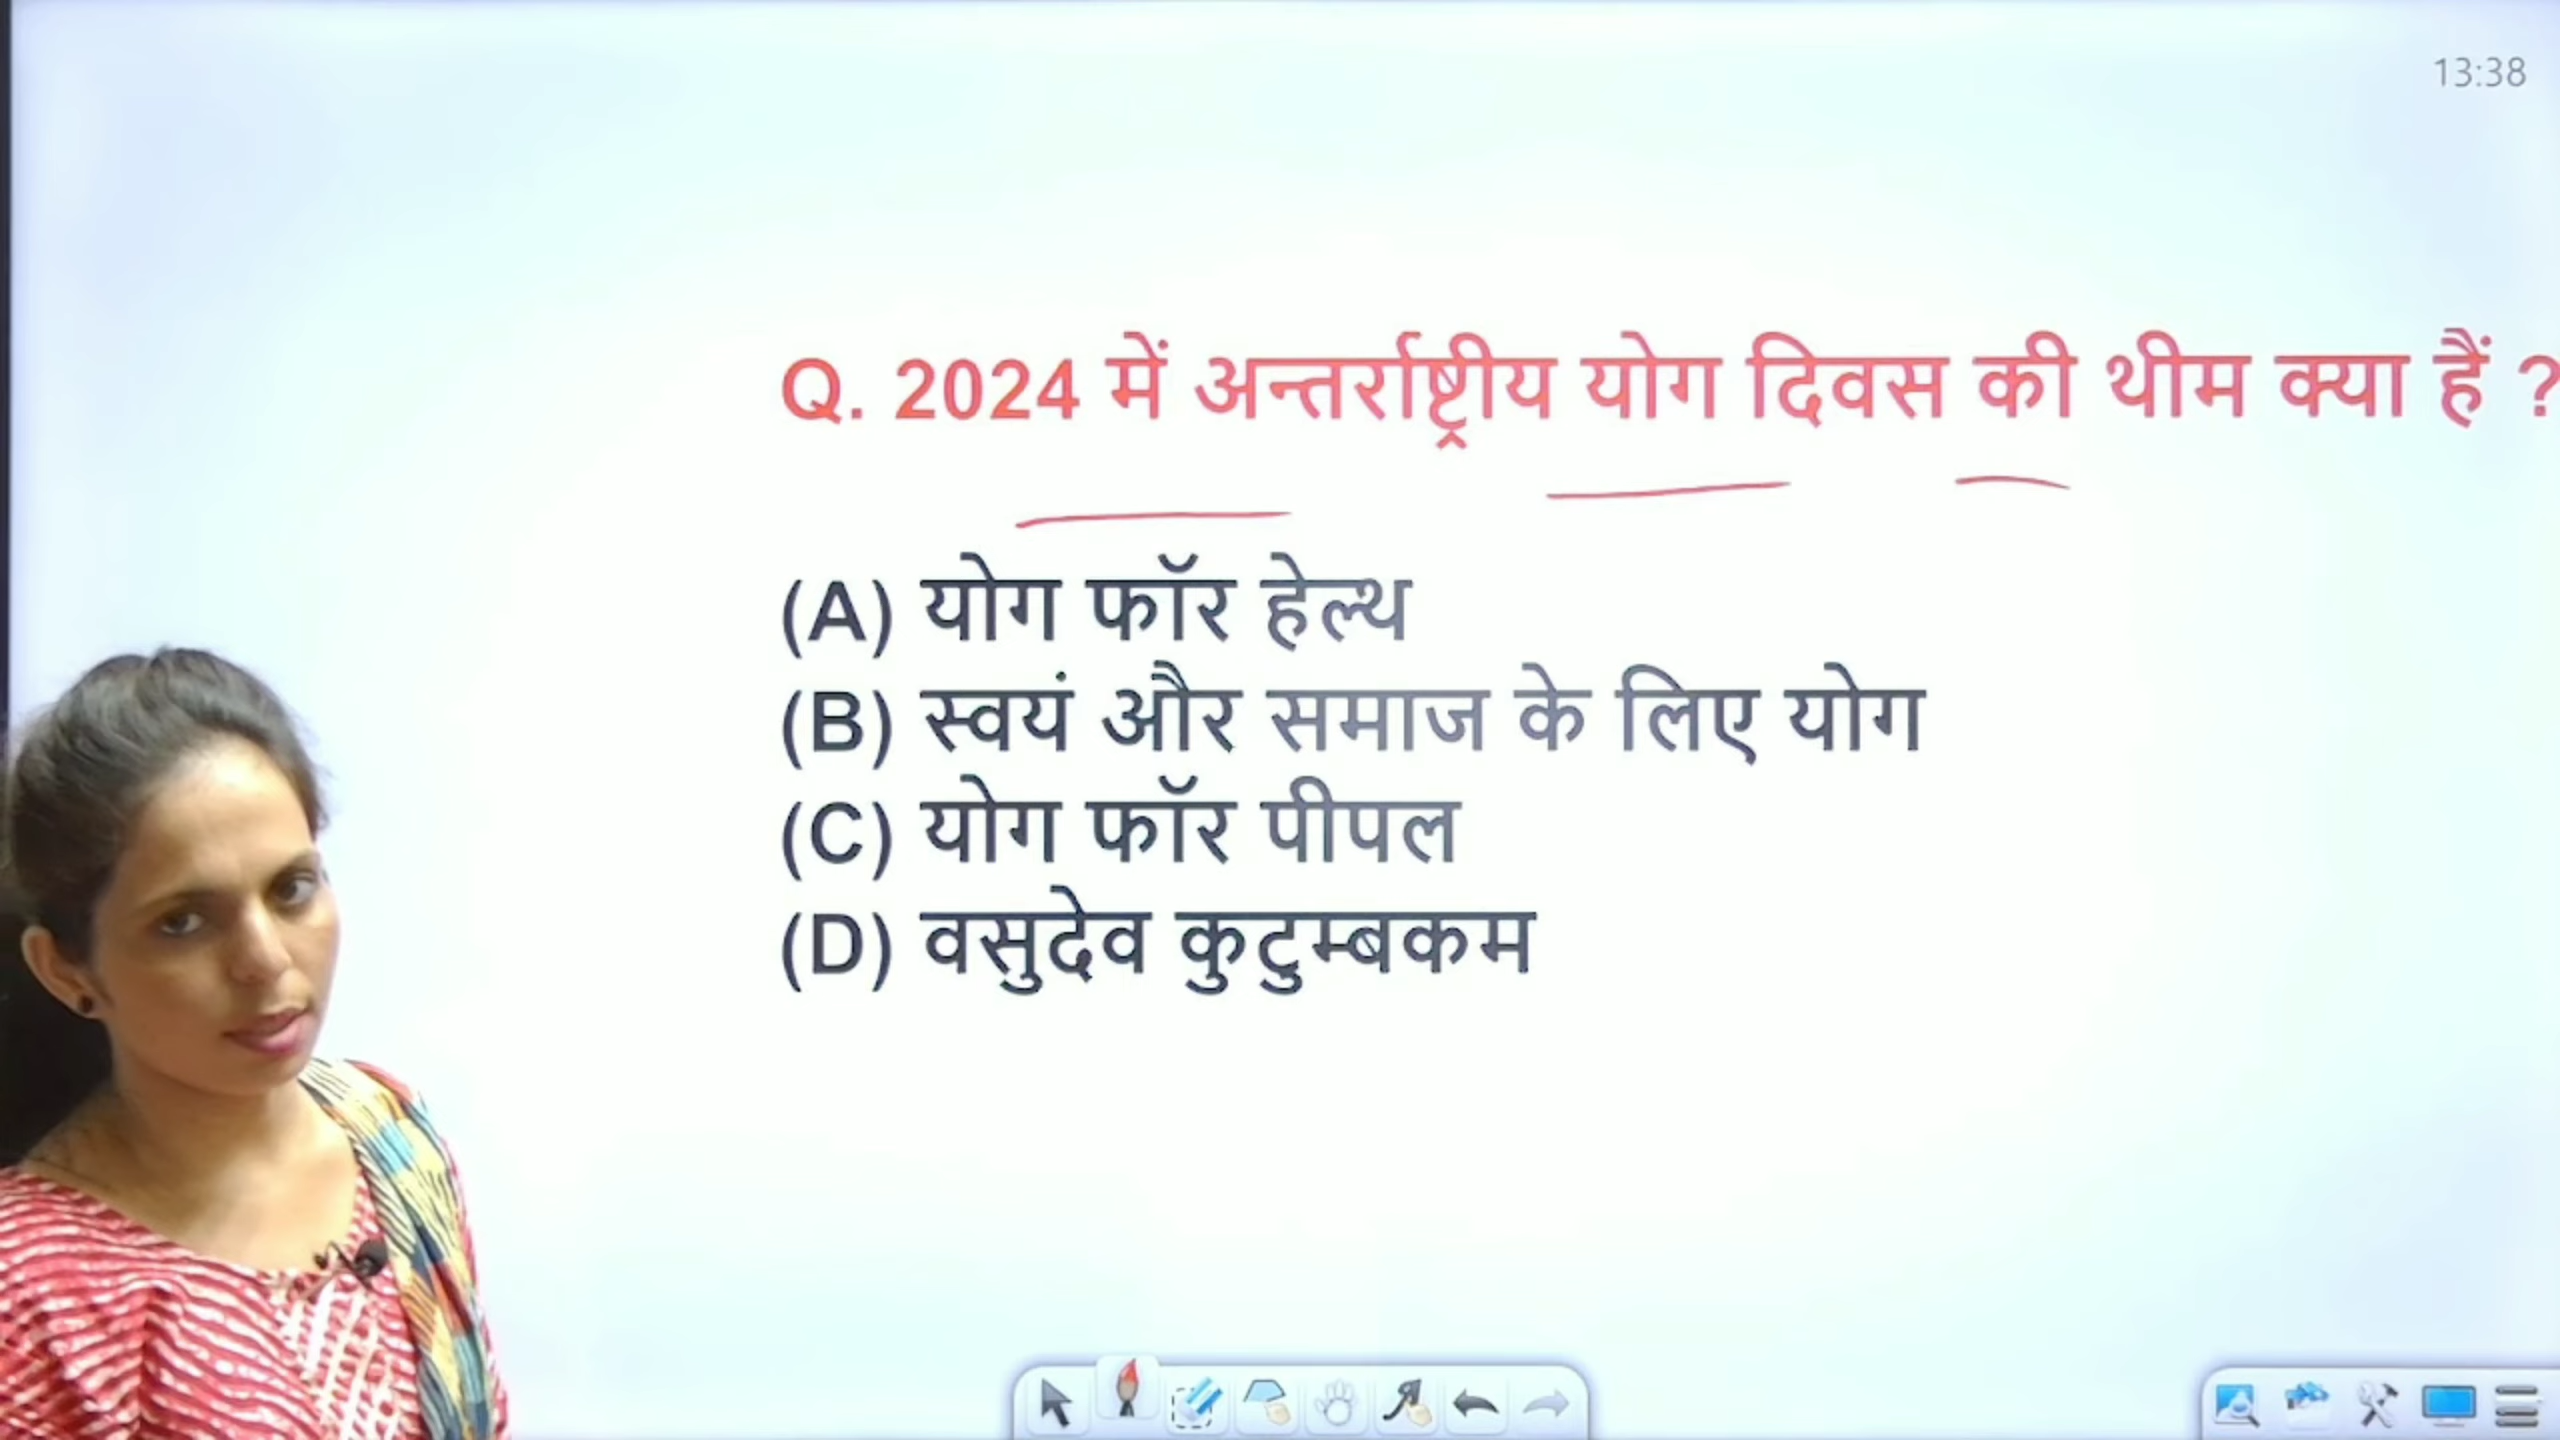 13:38
Q. 2024 में अन्तर्राष्ट्रीय योग दिवस की थीम क्या हैं ?
(A) योग फॉर हेल्थ
(B) स्वयं और समाज के लिए योग
(C) योग फॉर पीपल
(D) वसुदेव कुटुम्बकम